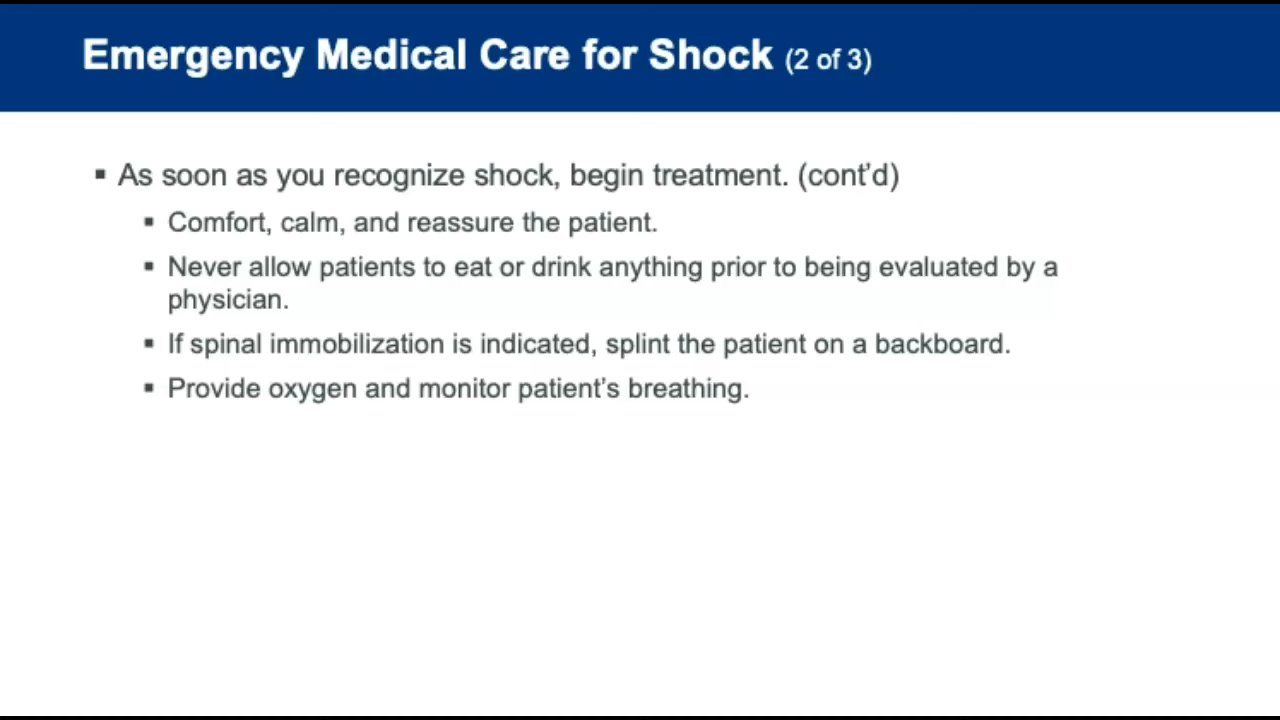 Emergency Medical Care for Shock (2 of 3)
▪ As soon as you recognize shock, begin treatment. (cont’d)
▪ Comfort, calm, and reassure the patient.
▪ Never allow patients to eat or drink anything prior to being evaluated by a
physician.
▪ If spinal immobilization is indicated, splint the patient on a backboard.
▪ Provide oxygen and monitor patient’s breathing.